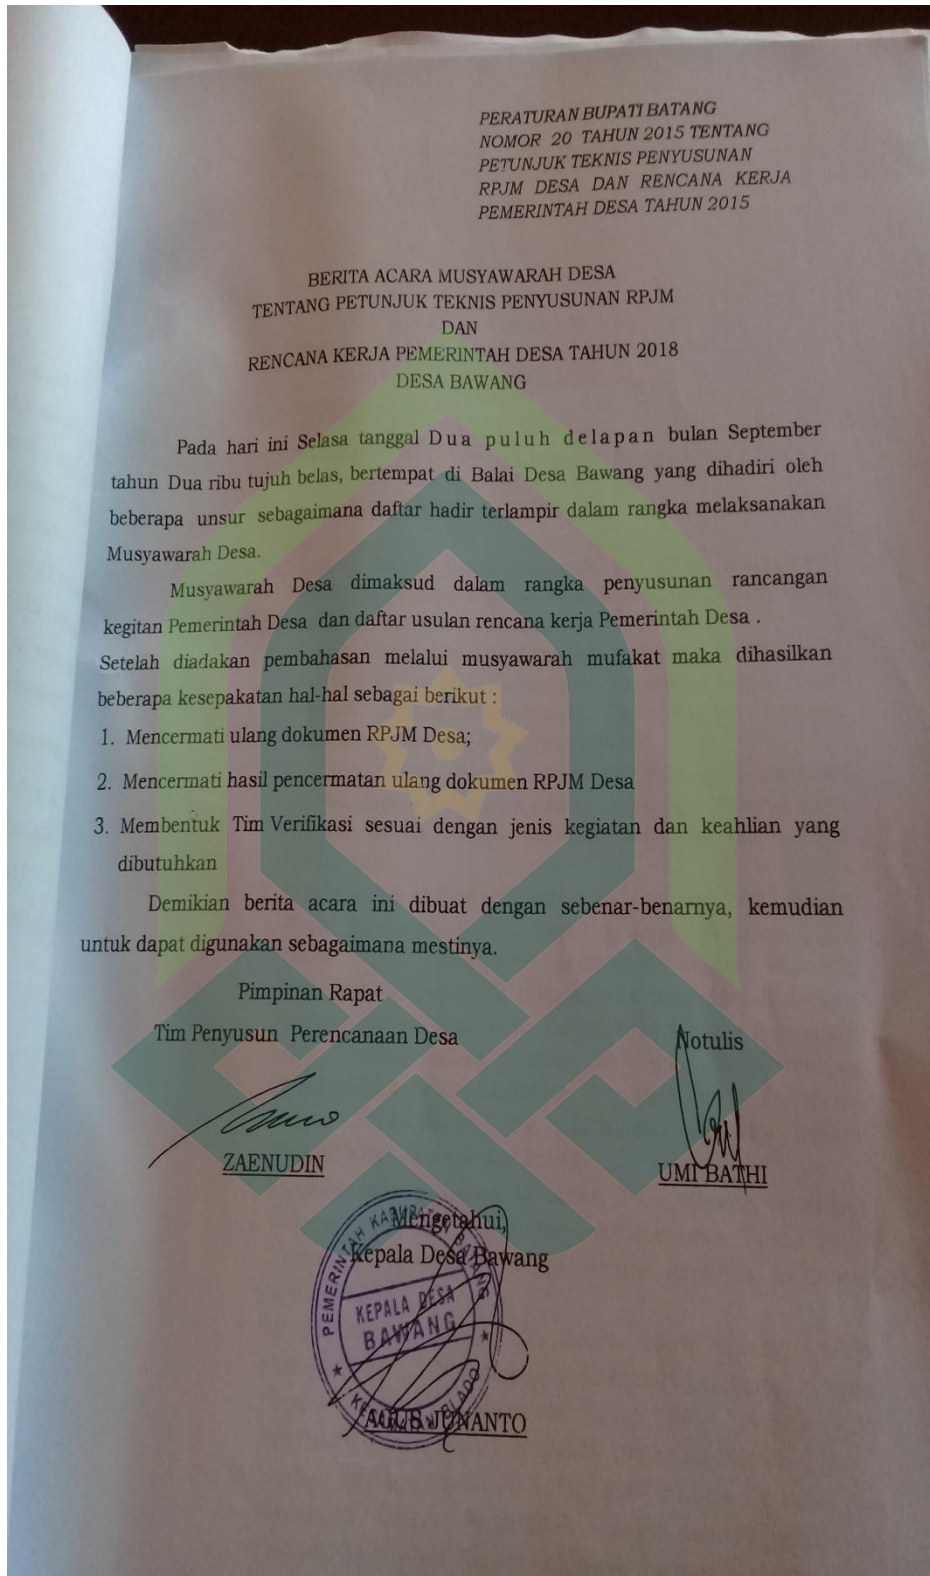 PERATURAN BUPATI BATANG
NOMOR 20 TAHUN 2015 TENTANG
PETUNJUK TEKNIS PENYUSUNAN
RPJM DESA DAN RENCANA KERJA
PEMERINTAH DESA TAHUN 2015
BERITA ACARA MUSYAWARAH DESA
TENTANG PETUNJUK TEKNIS PENYUSUNAN RPJM
DAN
RENCANA KERJA PEMERINTAH DESA TAHUN 2018
DESA BAWANG
Pada hari ini Selasa tanggal Dua puluh delapan bulan September
tahun Dua ribu tujuh belas, bertempat di Balai Desa Bawang yang dihadiri oleh
beberapa unsur sebagaimana daftar hadir terlampir dalam rangka melaksanakan
Musyawarah Desa.
Musyawarah Desa dimaksud dalam rangka penyusunan rancangan
kegitan Pemerintah Desa dan daftar usulan rencana kerja Pemerintah Desa .
Setelah diadakan pembahasan melalui musyawarah mufakat maka dihasilkan
beberapa kesepakatan hal-hal sebagai berikut :
1. Mencermati ulang dokumen RPJM Desa;
2. Mencermati hasil pencermatan ulang dokumen RPJM Desa
3. Membentuk Tim Verifikasi sesuai dengan jenis kegiatan dan keahlian yang
dibutuhkan
Demikian berita acara ini dibuat dengan sebenar-benarnya, kemudian
untuk dapat digunakan sebagaimana mestinya.
Pimpinan Rapat
Tim Penyusun Perencanaan Desa
Notulis
ZAENUDIN
UMI BATHI
Mengetahui,
Kepala Desa Bawang
PEMERINTAH KABUPATEN BATANG
KEPALA DESA
BAWANG
KECAMATAN BLADO
AGUS JUNANTO